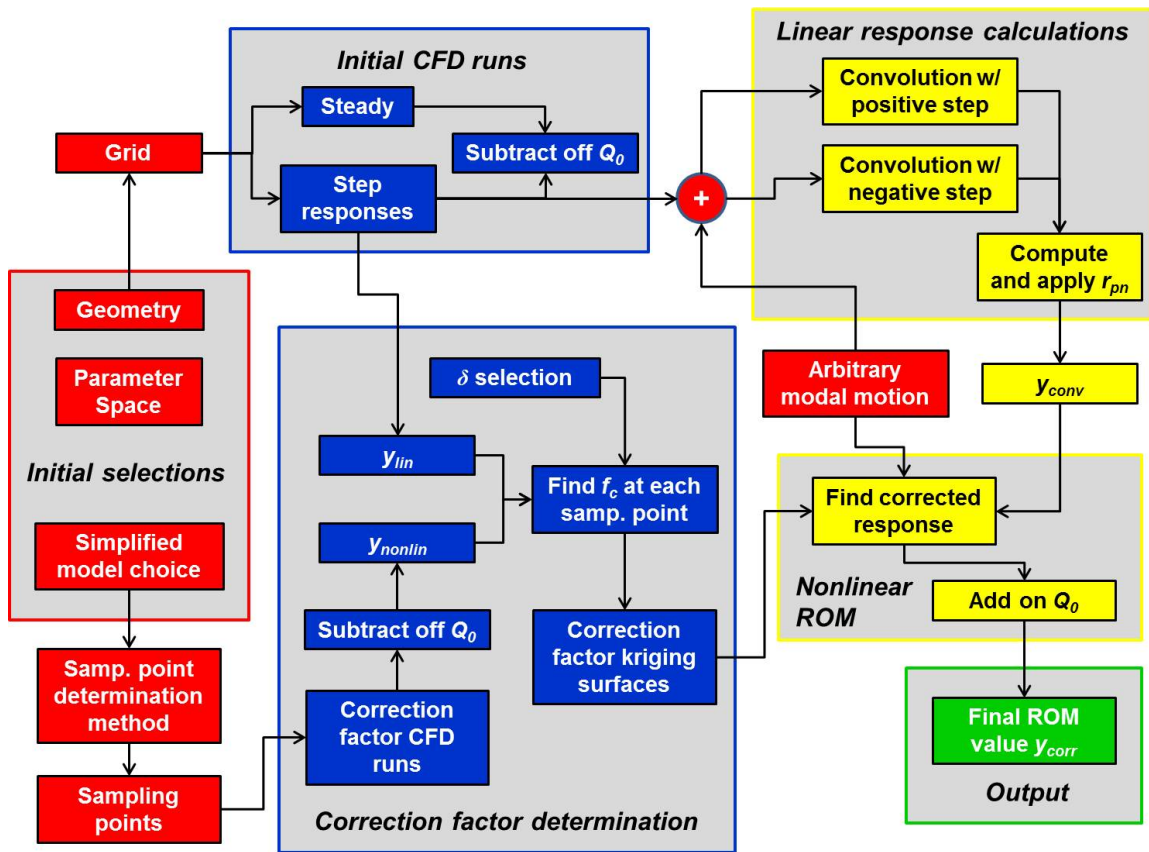 Initial CFD runs
Steady
Subtract off Q0
Step
responses
Grid
Linear response calculations
Convolution w/
positive step
Convolution w/
negative step
+
Compute
and apply rpn
Geometry
Parameter
Space
Initial selections
Simplified
model choice
Samp. point
determination
method
Sampling
points
δ selection
ylin
ynonlin
Find fc at each
samp. point
Subtract off Q0
Correction
factor CFD
runs
Correction
factor kriging
surfaces
Correction factor determination
Arbitrary
modal motion
yconv
Find corrected
response
Nonlinear
ROM
Add on Q0
Final ROM
value ycorr
Output